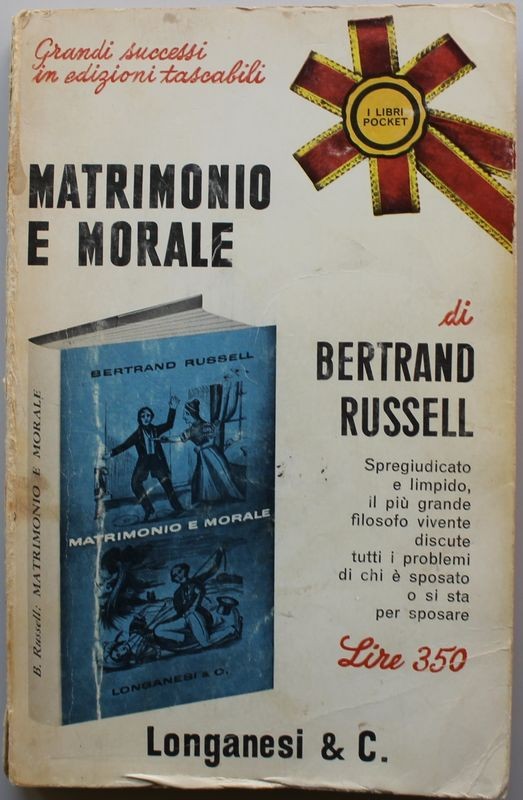 Grandi successi
in edizioni tascabili
I LIBRI
POCKET
MATRIMONIO
E MORALE
di
BERTRAND
RUSSELL
Spregiudicato
e limpido,
il più grande
filosofo vivente
discute
tutti i problemi
di chi è sposato
o si sta
per sposare
Lire 350
B. Russell: MATRIMONIO E MORALE
BERTRAND RUSSELL
MATRIMONIO E MORALE
LONGANESI & C.
Longanesi & C.